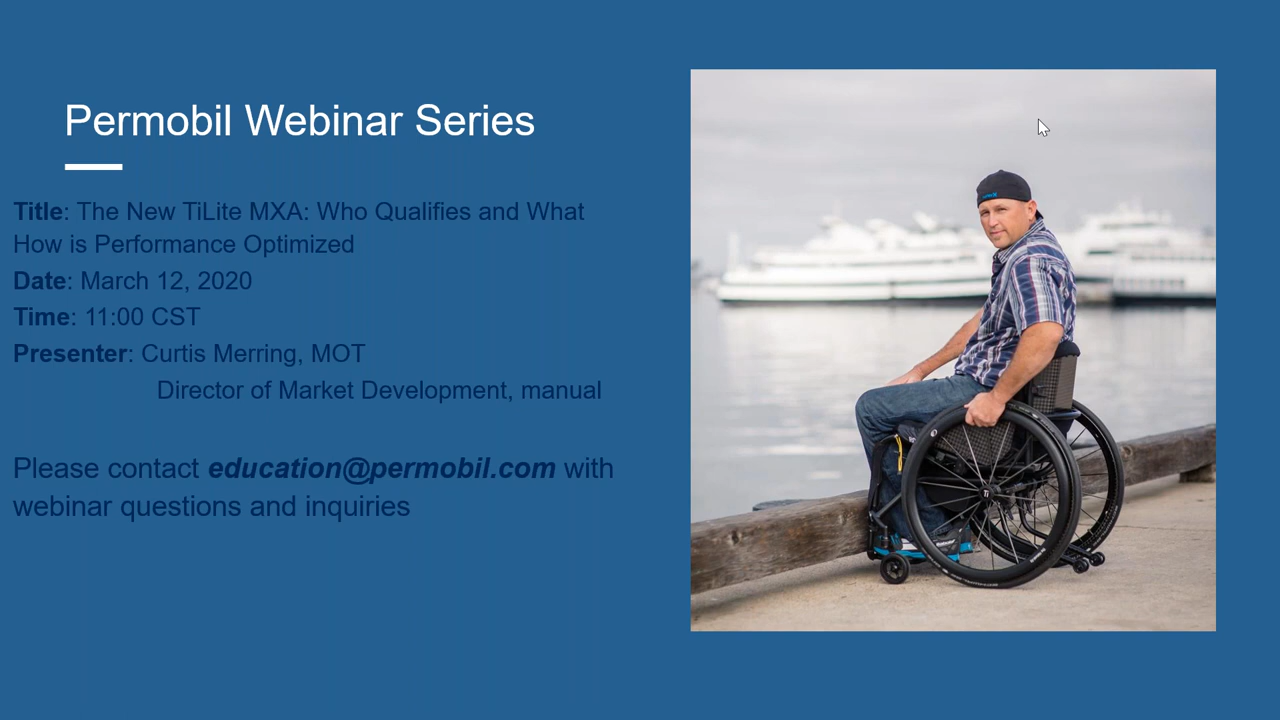 Permobil Webinar Series
Title: The New TiLite MXA: Who Qualifies and What
How is Performance Optimized
Date: March 12, 2020
Time: 11:00 CST
Presenter: Curtis Merring, MOT
Director of Market Development, manual
Please contact education@permobil.com with
webinar questions and inquiries
Ti